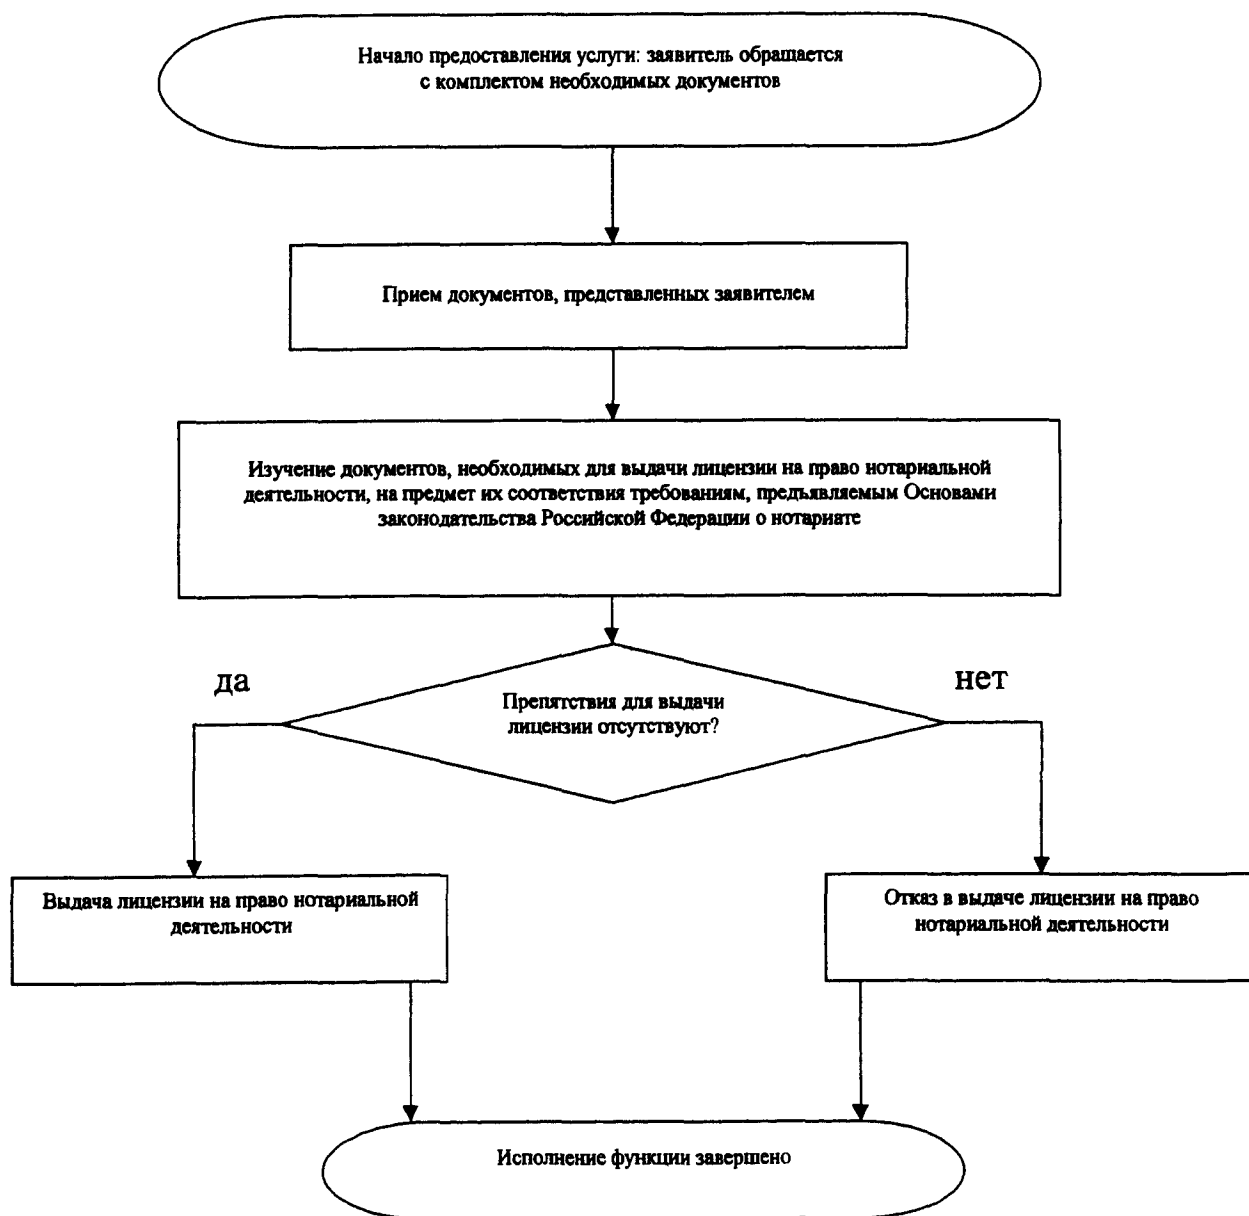 Начало предоставления услуги: заявитель обращается
с комплектом необходимых документов
Прием документов, представленных заявителем
Изучение документов, необходимых для выдачи лицензии на право нотариальной
деятельности, на предмет их соответствия требованиям, предъявляемым Основами
законодательства Российской Федерации о нотариате
да
нет
Препятствия для выдачи
лицензии отсутствуют?
Выдача лицензии на право нотариальной
деятельности
Отказ в выдаче лицензии на право
нотариальной деятельности
Исполнение функции завершено